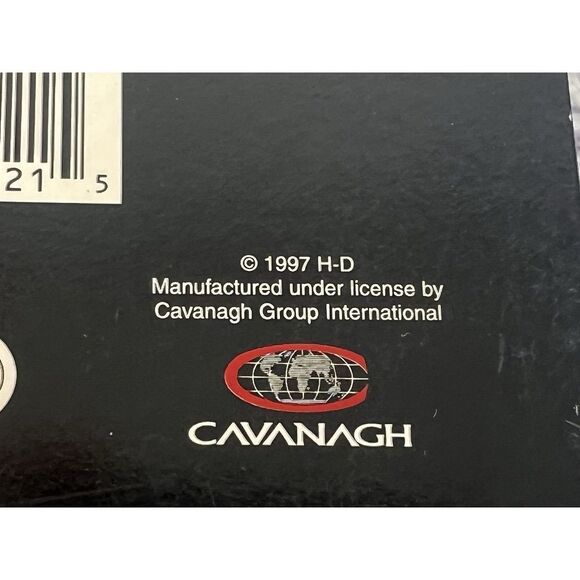 21 5
© 1997 H-D
Manufactured under license by
Cavanagh Group International
CAVANAGH